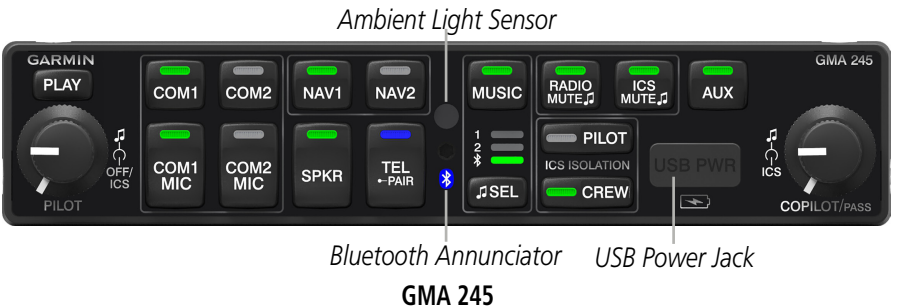 Ambient Light Sensor
GARMIN
GMA 245
PLAY
COM1
COM2
NAV1
NAV2
MUSIC
RADIO
MUTE♫
ICS
MUTE♫
AUX
OFF/
ICS
PILOT
COM1
MIC
COM2
MIC
SPKR
TEL
PAIR
1
2
♫SEL
PILOT
ICS ISOLATION
CREW
USB PWR
ICS
COPILOT/PASS
Bluetooth Annunciator
USB Power Jack
GMA 245